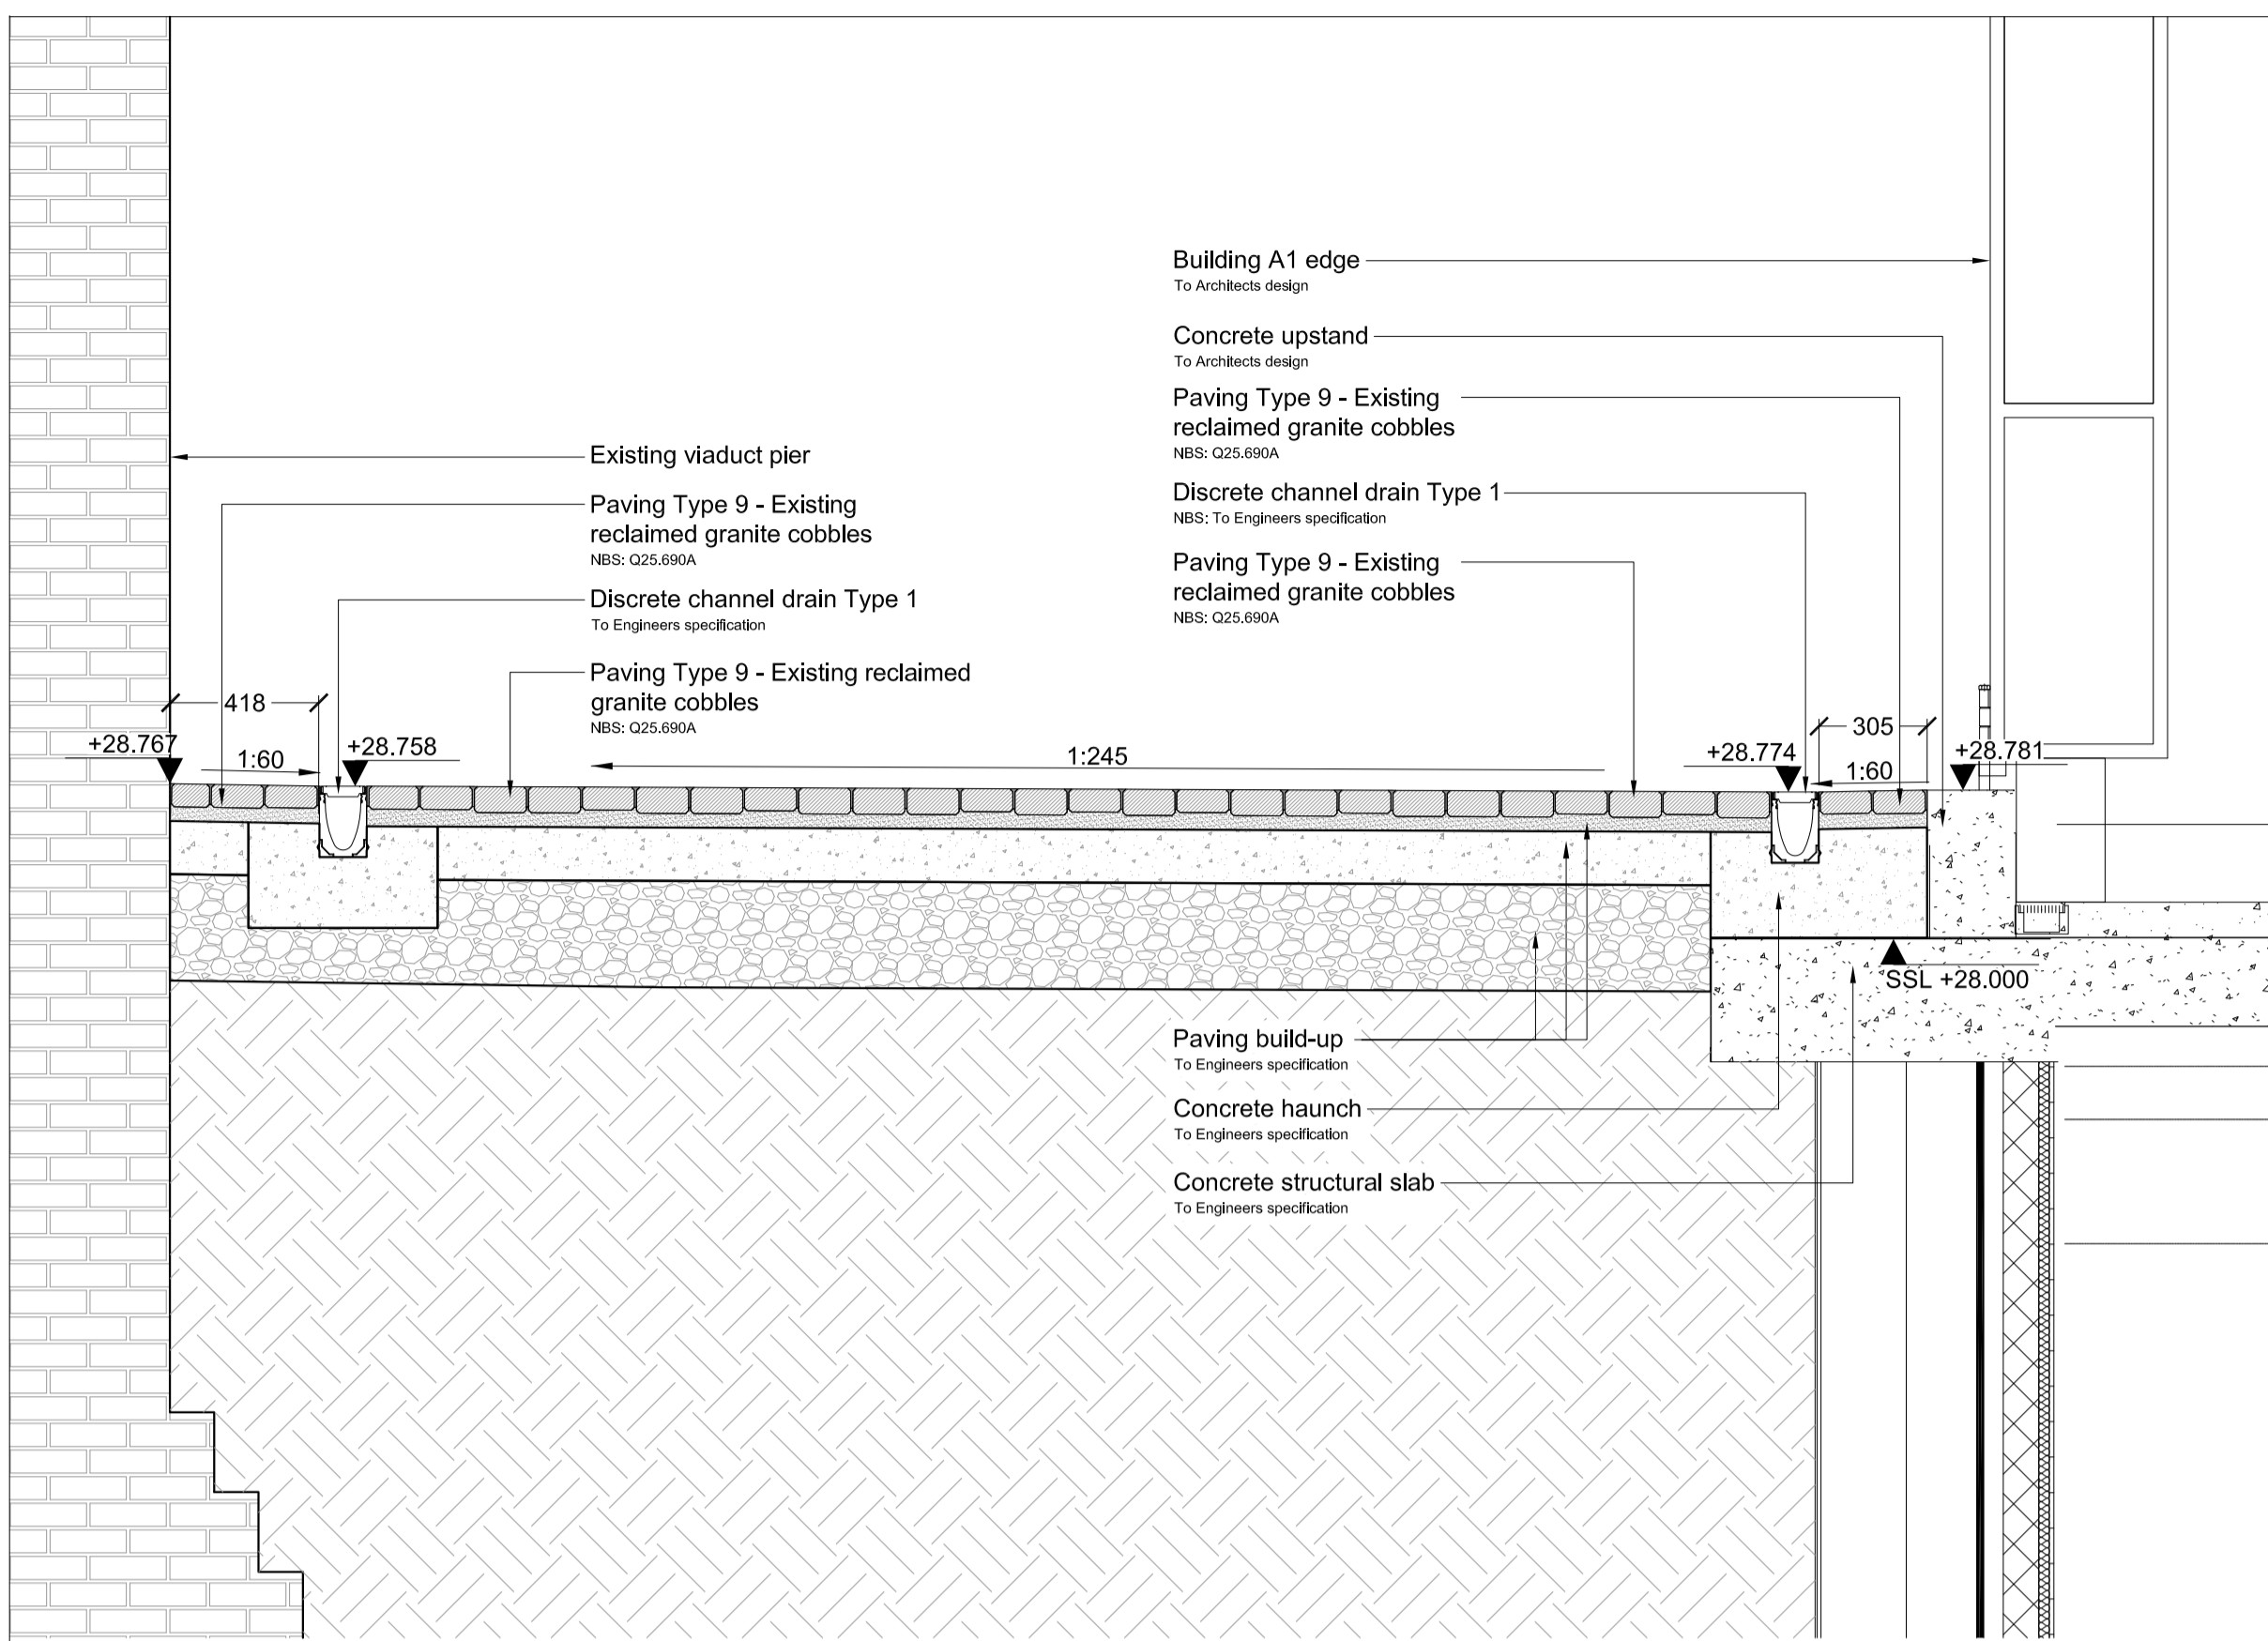 Building A1 edge
To Architects design
Concrete upstand
To Architects design
Paving Type 9 - Existing
reclaimed granite cobbles
NBS: Q25.690A
Discrete channel drain Type 1
NBS: To Engineers specification
Paving Type 9 - Existing
reclaimed granite cobbles
NBS: Q25.690A
Existing viaduct pier
Paving Type 9 - Existing
reclaimed granite cobbles
NBS: Q25.690A
Discrete channel drain Type 1
To Engineers specification
Paving Type 9 - Existing reclaimed
granite cobbles
NBS: Q25.690A
418
+28.767
1:60
+28.758
1:245
+28.774
305
1:60
+28.781
SSL +28.000
Paving build-up
To Engineers specification
Concrete haunch
To Engineers specification
Concrete structural slab
To Engineers specification